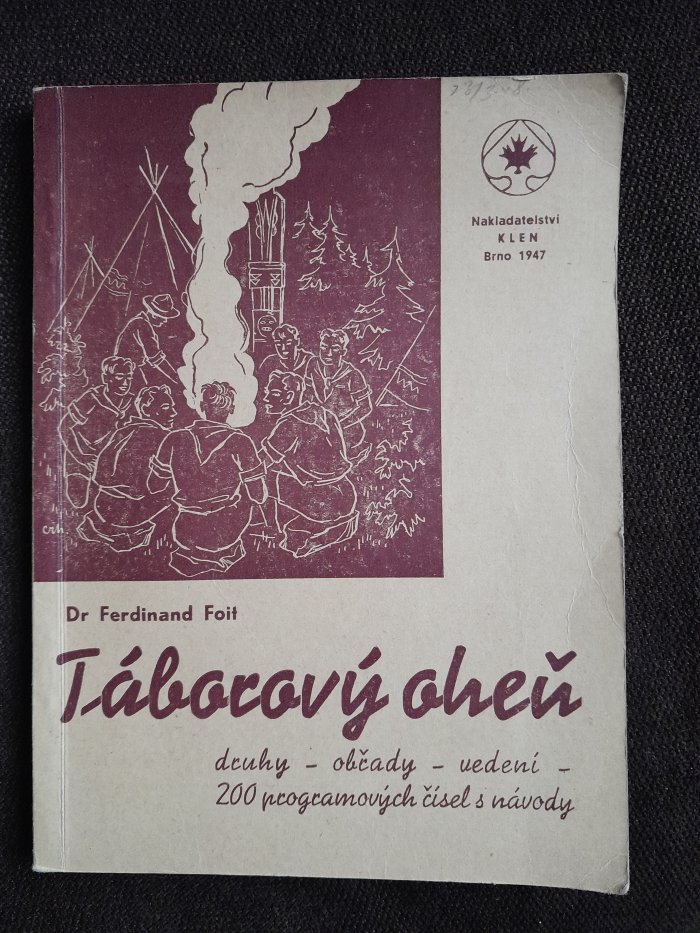 Nakladatelství
KLEN
Brno 1947
Dr Ferdinand Foit
Táborový oheň
druhy - obřady - vedení -
200 programových čísel s návody